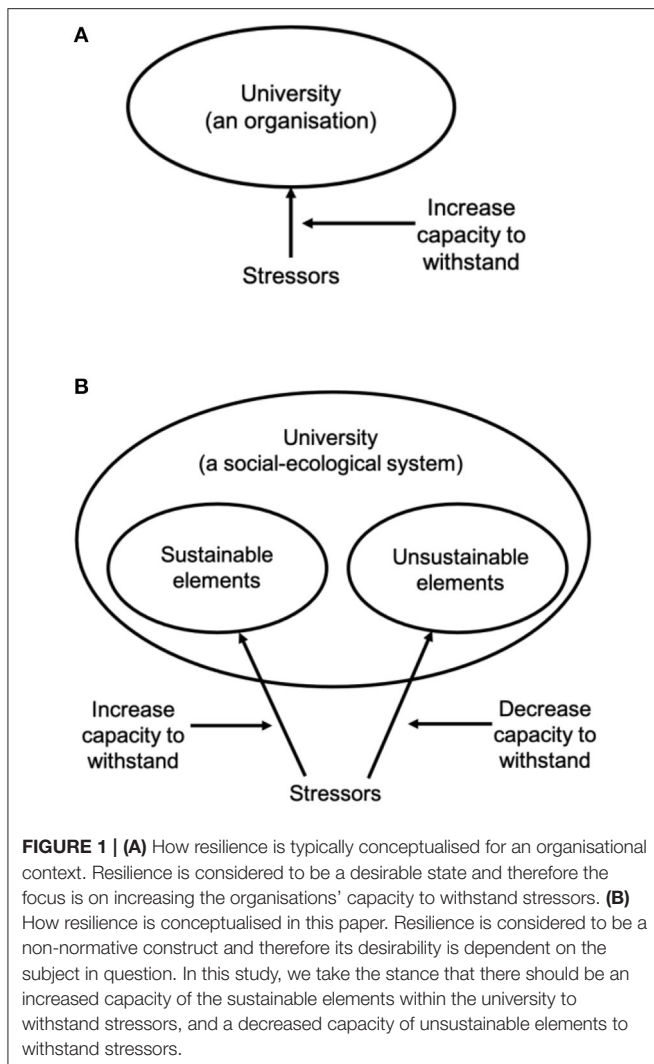 A
University
(an organisation)
Increase
capacity to
withstand
Stressors
B
University
(a social-ecological system)
Sustainable
elements
Unsustainable
elements
Increase
capacity to
withstand
Decrease
capacity to
withstand
Stressors
FIGURE 1 | (A) How resilience is typically conceptualised for an organisational
context. Resilience is considered to be a desirable state and therefore the
focus is on increasing the organisations' capacity to withstand stressors. (B)
How resilience is conceptualised in this paper. Resilience is considered to be a
non-normative construct and therefore its desirability is dependent on the
subject in question. In this study, we take the stance that there should be an
increased capacity of the sustainable elements within the university to
withstand stressors, and a decreased capacity of unsustainable elements to
withstand stressors.